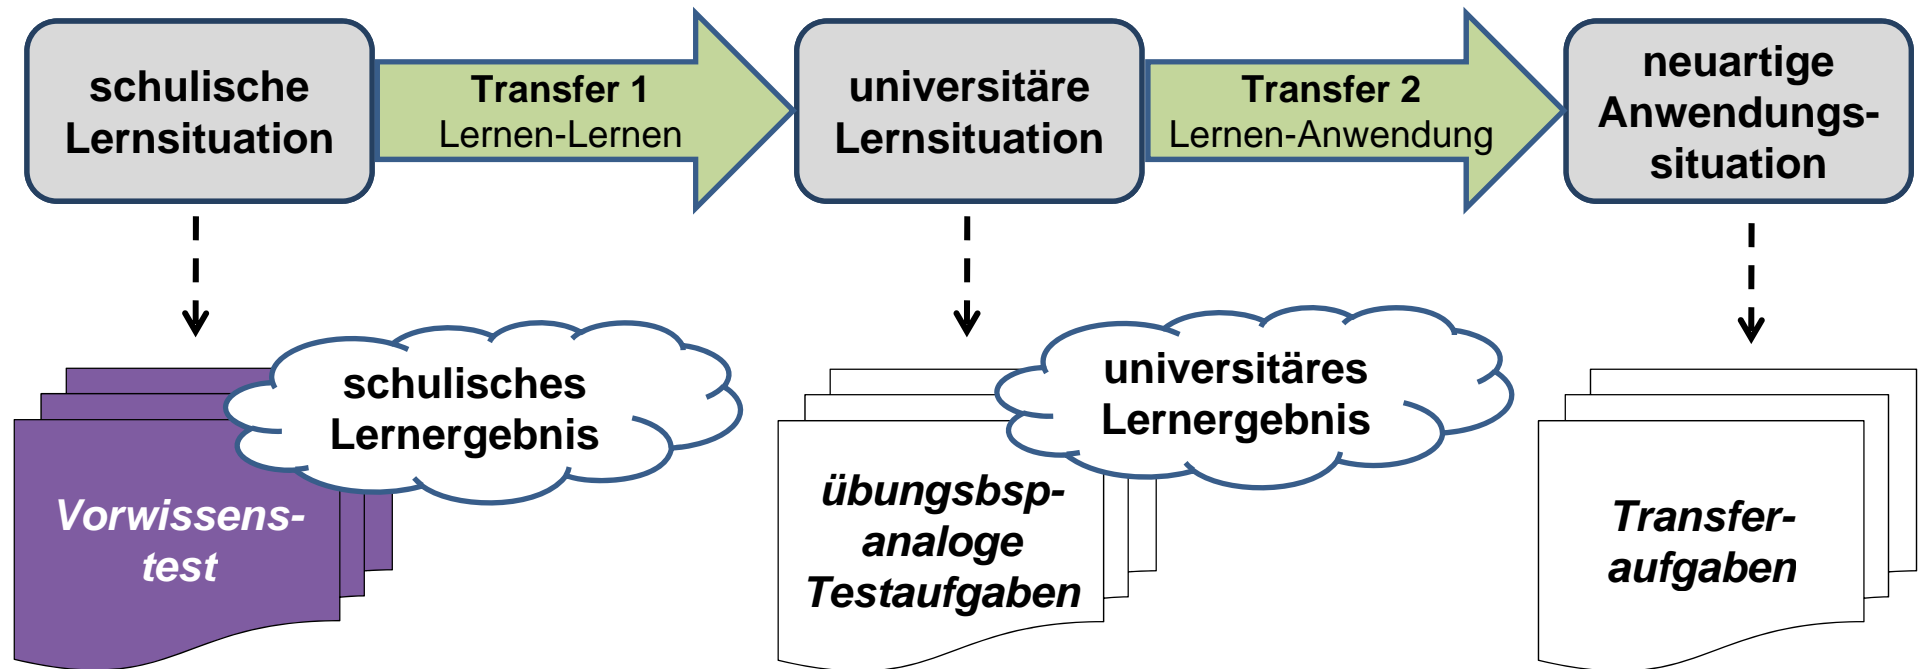 schulische
Lernsituation
Transfer 1
Lernen-Lernen
universitäre
Lernsituation
Transfer 2
Lernen-Anwendung
neuartige
Anwendungs-
situation
schulisches
Lernergebnis
universitäres
Lernergebnis
Vorwissens-
test
übungsbsp-
analoge
Testaufgaben
Transfer-
aufgaben